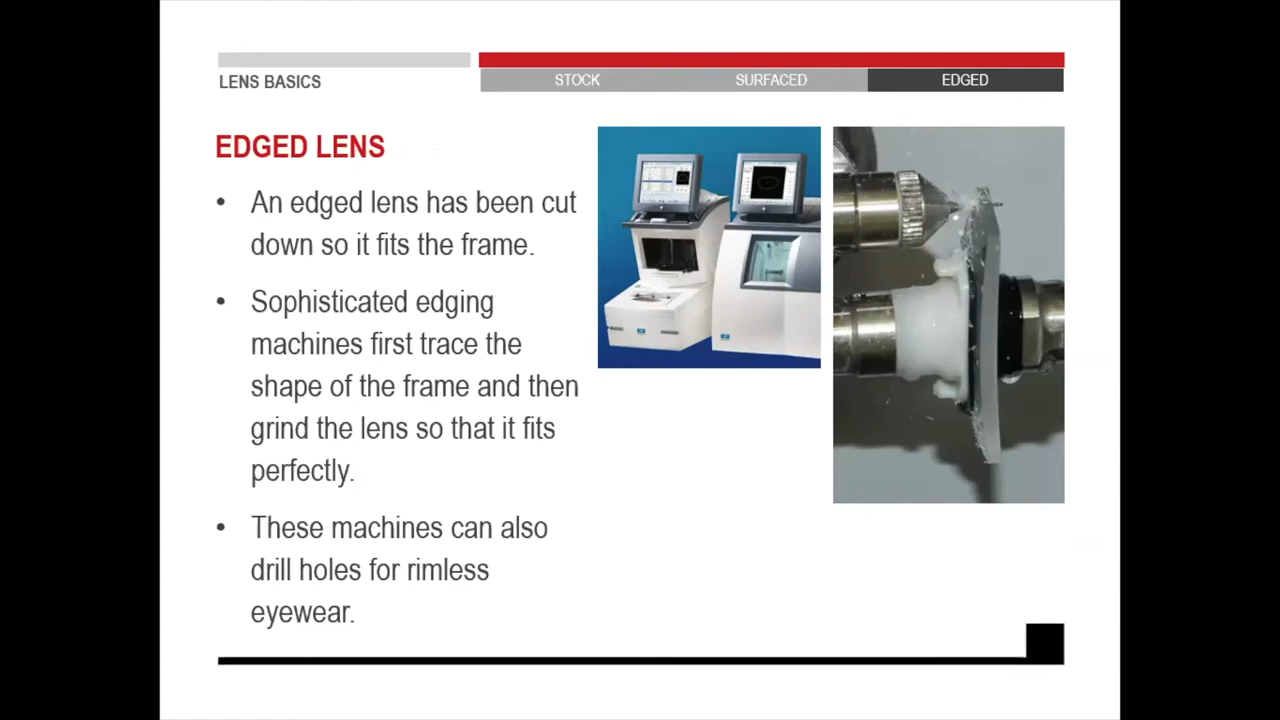 LENS BASICS
STOCK
SURFACED
EDGED
EDGED LENS
• An edged lens has been cut
down so it fits the frame.
• Sophisticated edging
machines first trace the
shape of the frame and then
grind the lens so that it fits
perfectly.
• These machines can also
drill holes for rimless
eyewear.